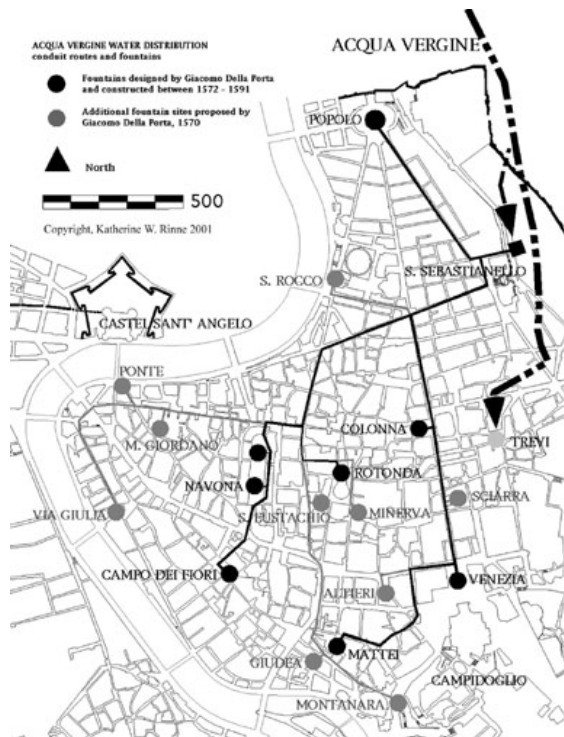 ACQUA VERGINE WATER DISTRIBUTION
conduit routes and fountains
Fountains designed by Giacomo Della Porta
and constructed between 1572 - 1591
Additional fountain sites proposed by
Giacomo Della Porta, 1570
North
500
Copyright, Katherine W. Rinne 2001
ACQUA VERGINE
POPOLO
S. SEBASTIANELLO
S. ROCCO
CASTEL SANT' ANGELO
PONTE
M. GIORDANO
COLONNA
TREVI
NAVONA
ROTONDA
S. EUSTACHIO
MINERVA
SCIARRA
VIA GIULIA
CAMPO DEI FIORI
ALTIERI
VENEZIA
MATTEI
GIUDEA
CAMPIDOGLIO
MONTANARA